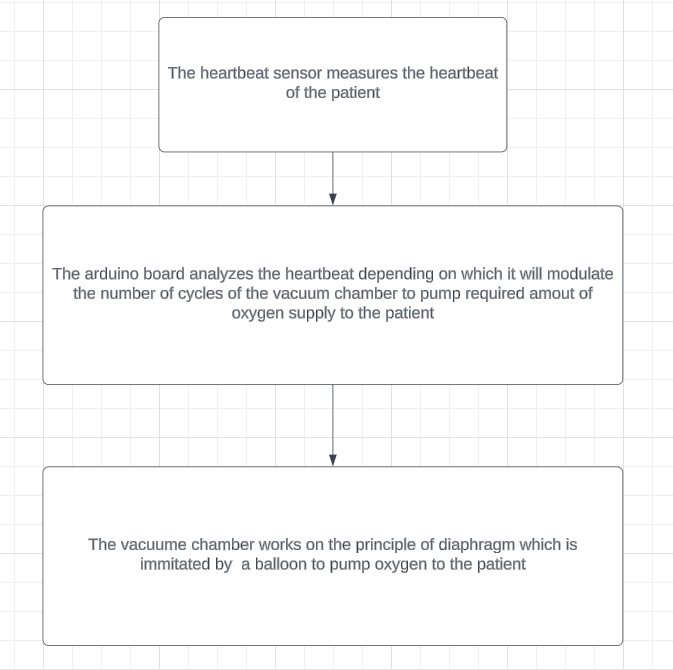 The heartbeat sensor measures the heartbeat
of the patient
The arduino board analyzes the heartbeat depending on which it will modulate
the number of cycles of the vacuum chamber to pump required amout of
oxygen supply to the patient
The vacuume chamber works on the principle of diaphragm which is
immitated by  a balloon to pump oxygen to the patient